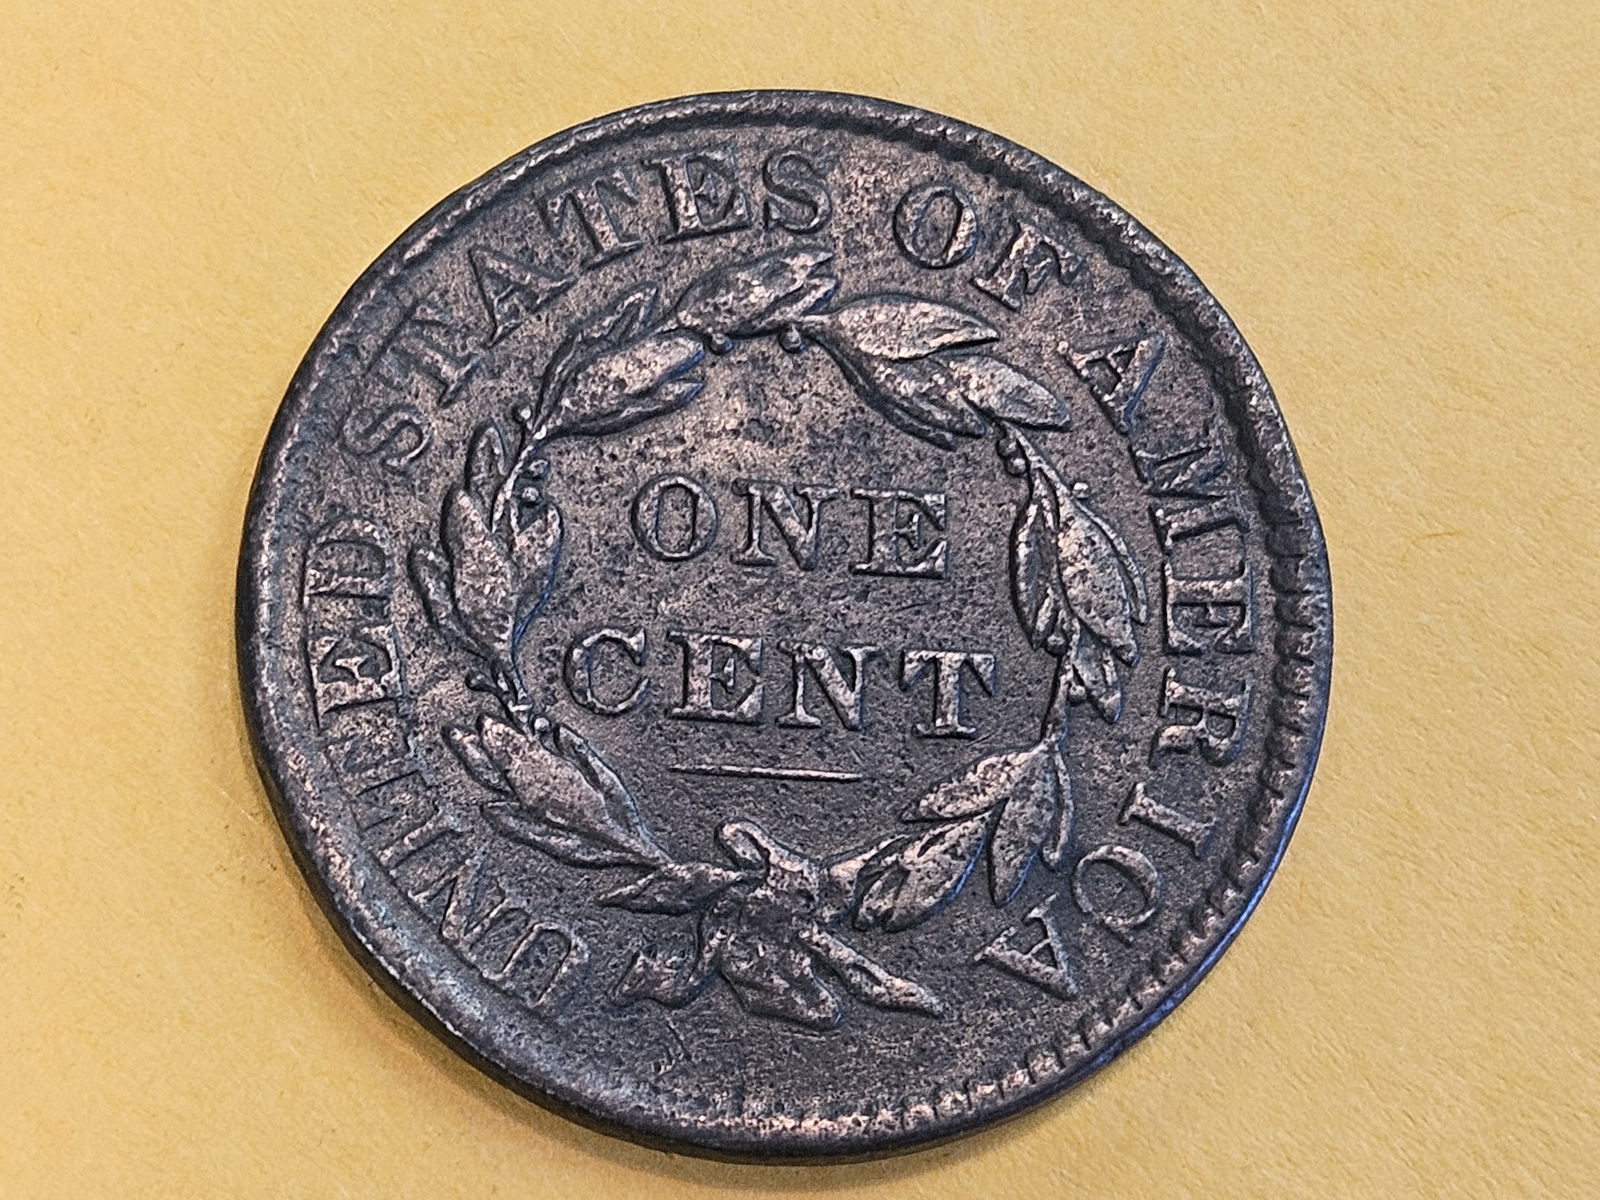 UNITED STATES OF AMERICA
ONE
CENT